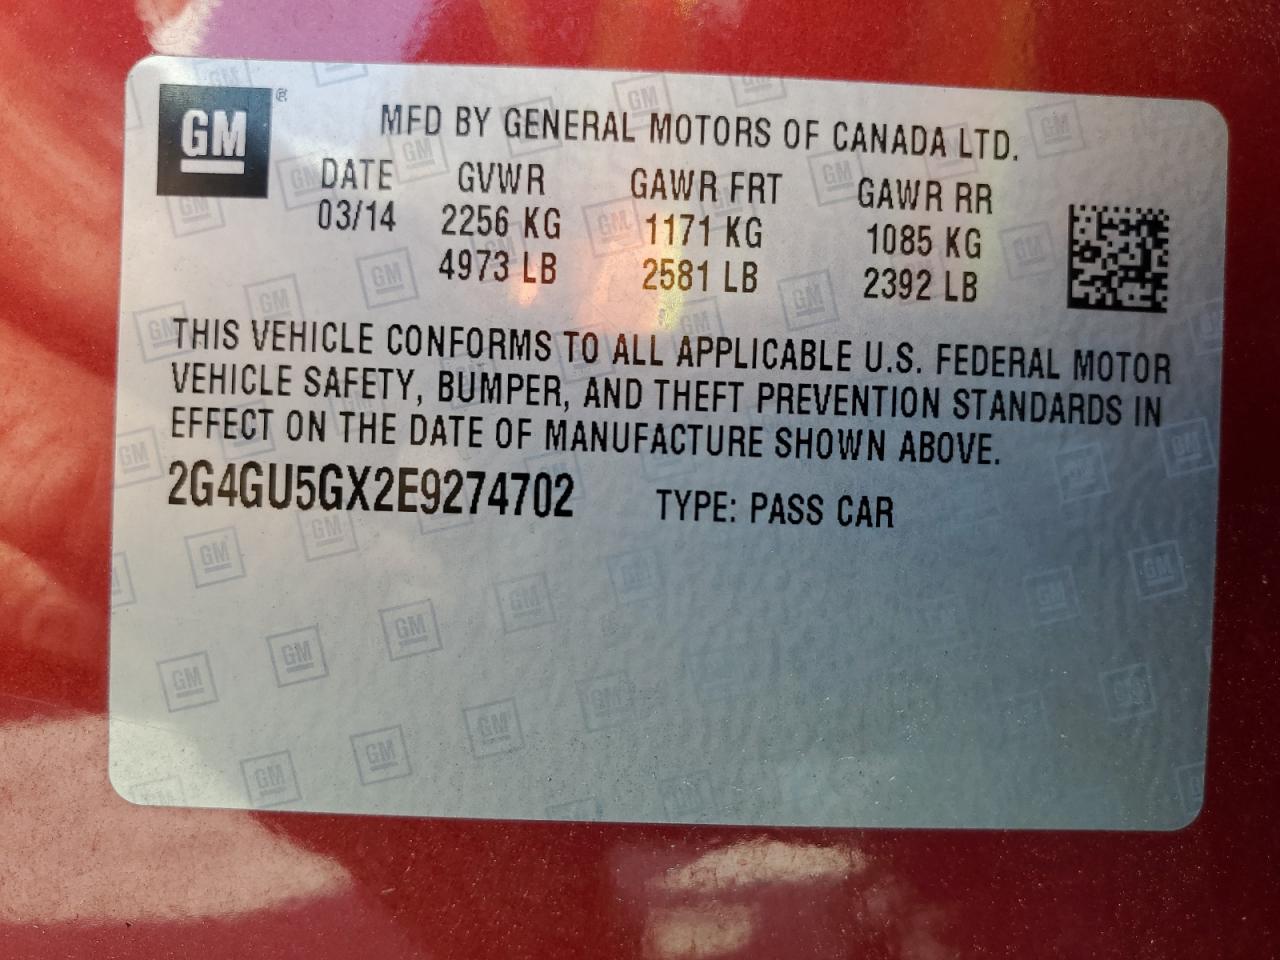 GM ®
MFD BY GENERAL MOTORS OF CANADA LTD.
DATE GVWR GAWR FRT GAWR RR
03/14 2256 KG 1171 KG 1085 KG
4973 LB 2581 LB 2392 LB
THIS VEHICLE CONFORMS TO ALL APPLICABLE U.S. FEDERAL MOTOR
VEHICLE SAFETY, BUMPER, AND THEFT PREVENTION STANDARDS IN
EFFECT ON THE DATE OF MANUFACTURE SHOWN ABOVE.
2G4GU5GX2E9274702 TYPE: PASS CAR